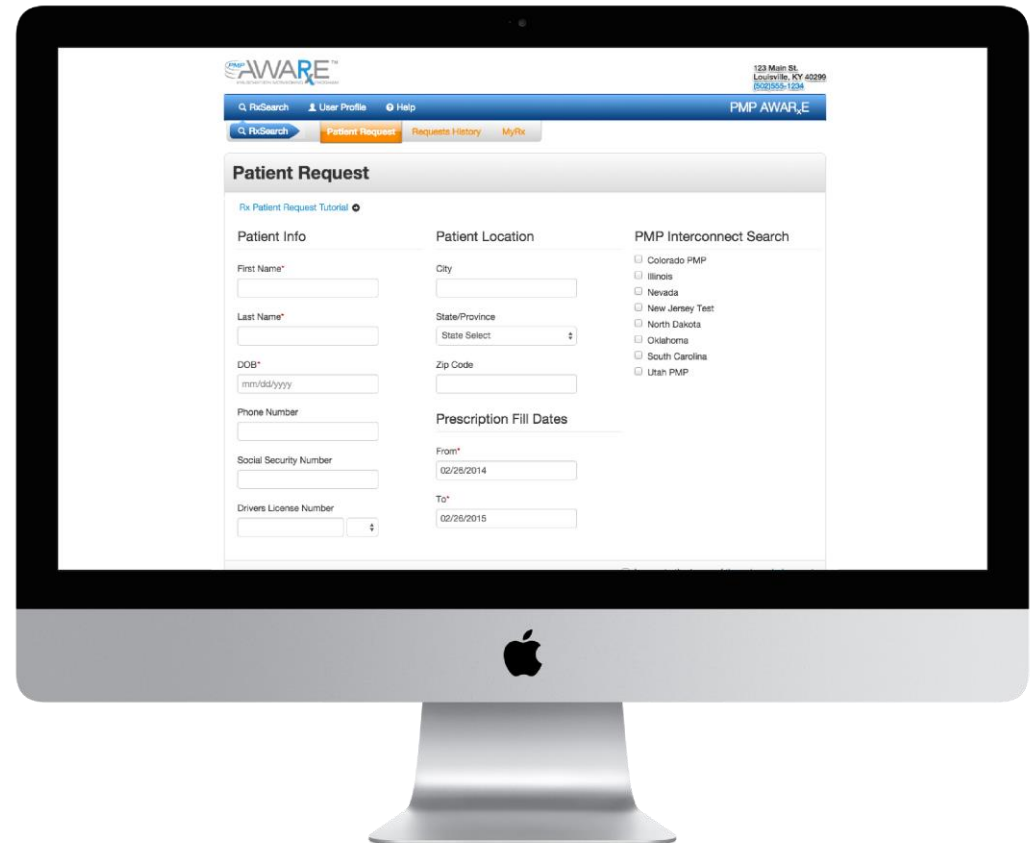 PMP AWARxE™
123 Main St.
Louisville, KY 40299
(502)555-1234
RxSearch User Profile Help PMP AWARxE
RxSearch Patient Request Requests History MyRx
Patient Request
Rx Patient Request Tutorial
Patient Info
First Name*
Last Name*
DOB*
mm/dd/yyyy
Phone Number
Social Security Number
Drivers License Number
Patient Location
City
State/Province
State Select
Zip Code
Prescription Fill Dates
From*
02/26/2014
To*
02/26/2015
PMP Interconnect Search
Colorado PMP
Illinois
Nevada
New Jersey Test
North Dakota
Oklahoma
South Carolina
Utah PMP